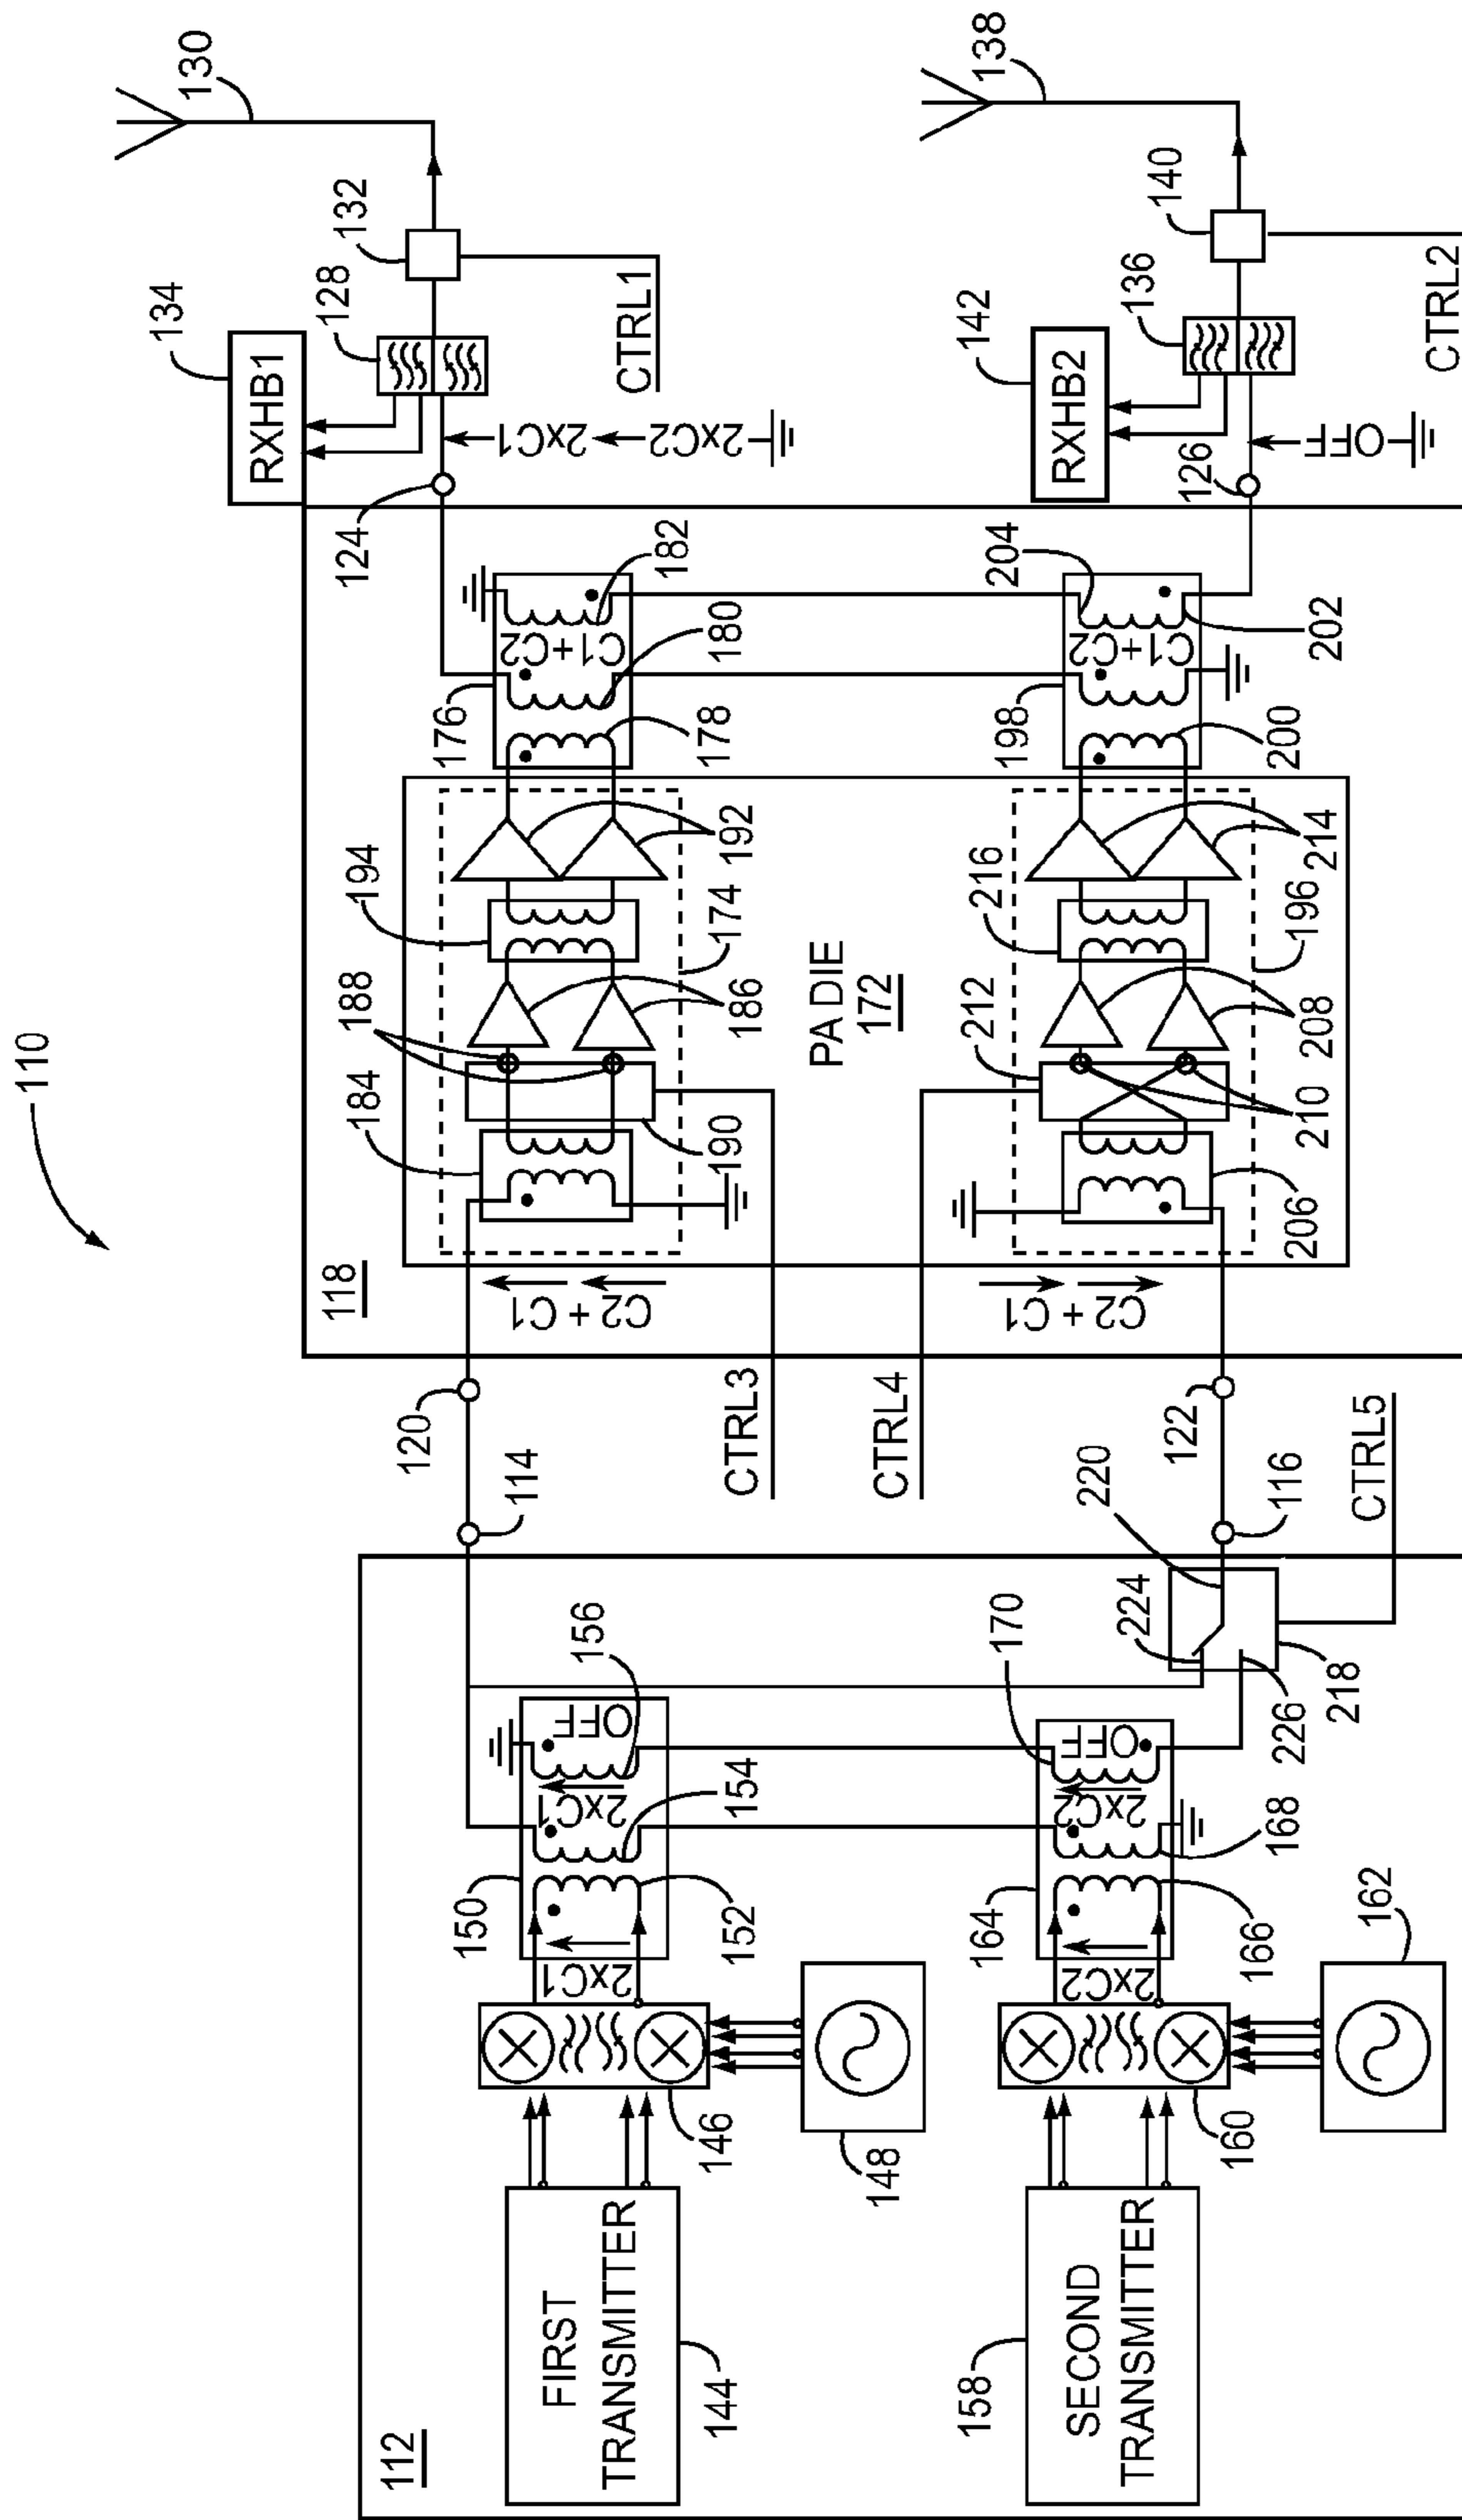 110
112
FIRST
TRANSMITTER
144
146
148
2xC1
150
152
154
2xC1
OFF
156
SECOND
TRANSMITTER
158
160
162
2xC2
164
166
168
2xC2
OFF
170
218
220
224
226
CTRL5
114
116
120
122
CTRL3
CTRL4
118
C2 + C1
C2 + C1
184
190
188
186
194
192
174
PA DIE
172
206
212
210
208
216
214
196
176
178
180
C1+C2
182
198
200
C1+C2
202
204
124
126
2xC2
2xC1
OFF
RXHB1
134
128
132
130
CTRL1
RXHB2
142
136
140
138
CTRL2